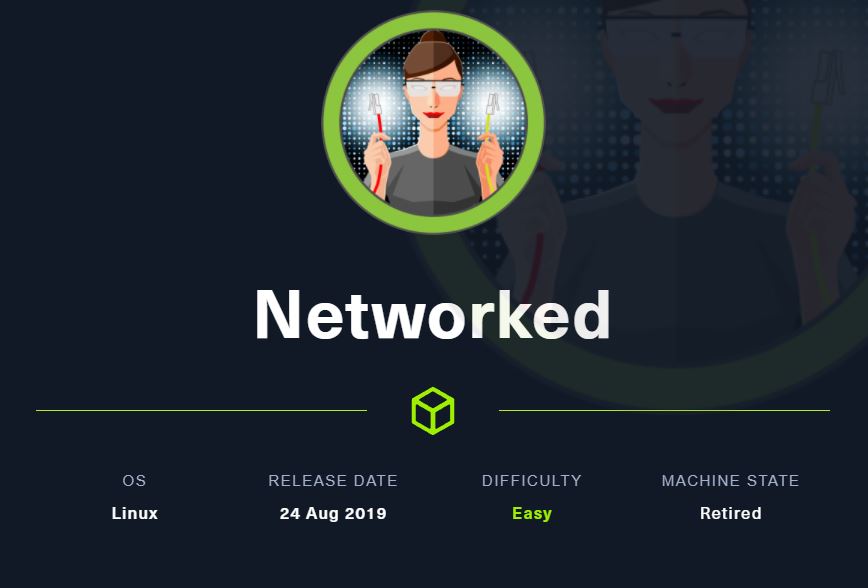 Networked
OS RELEASE DATE DIFFICULTY MACHINE STATE
Linux 24 Aug 2019 Easy Retired